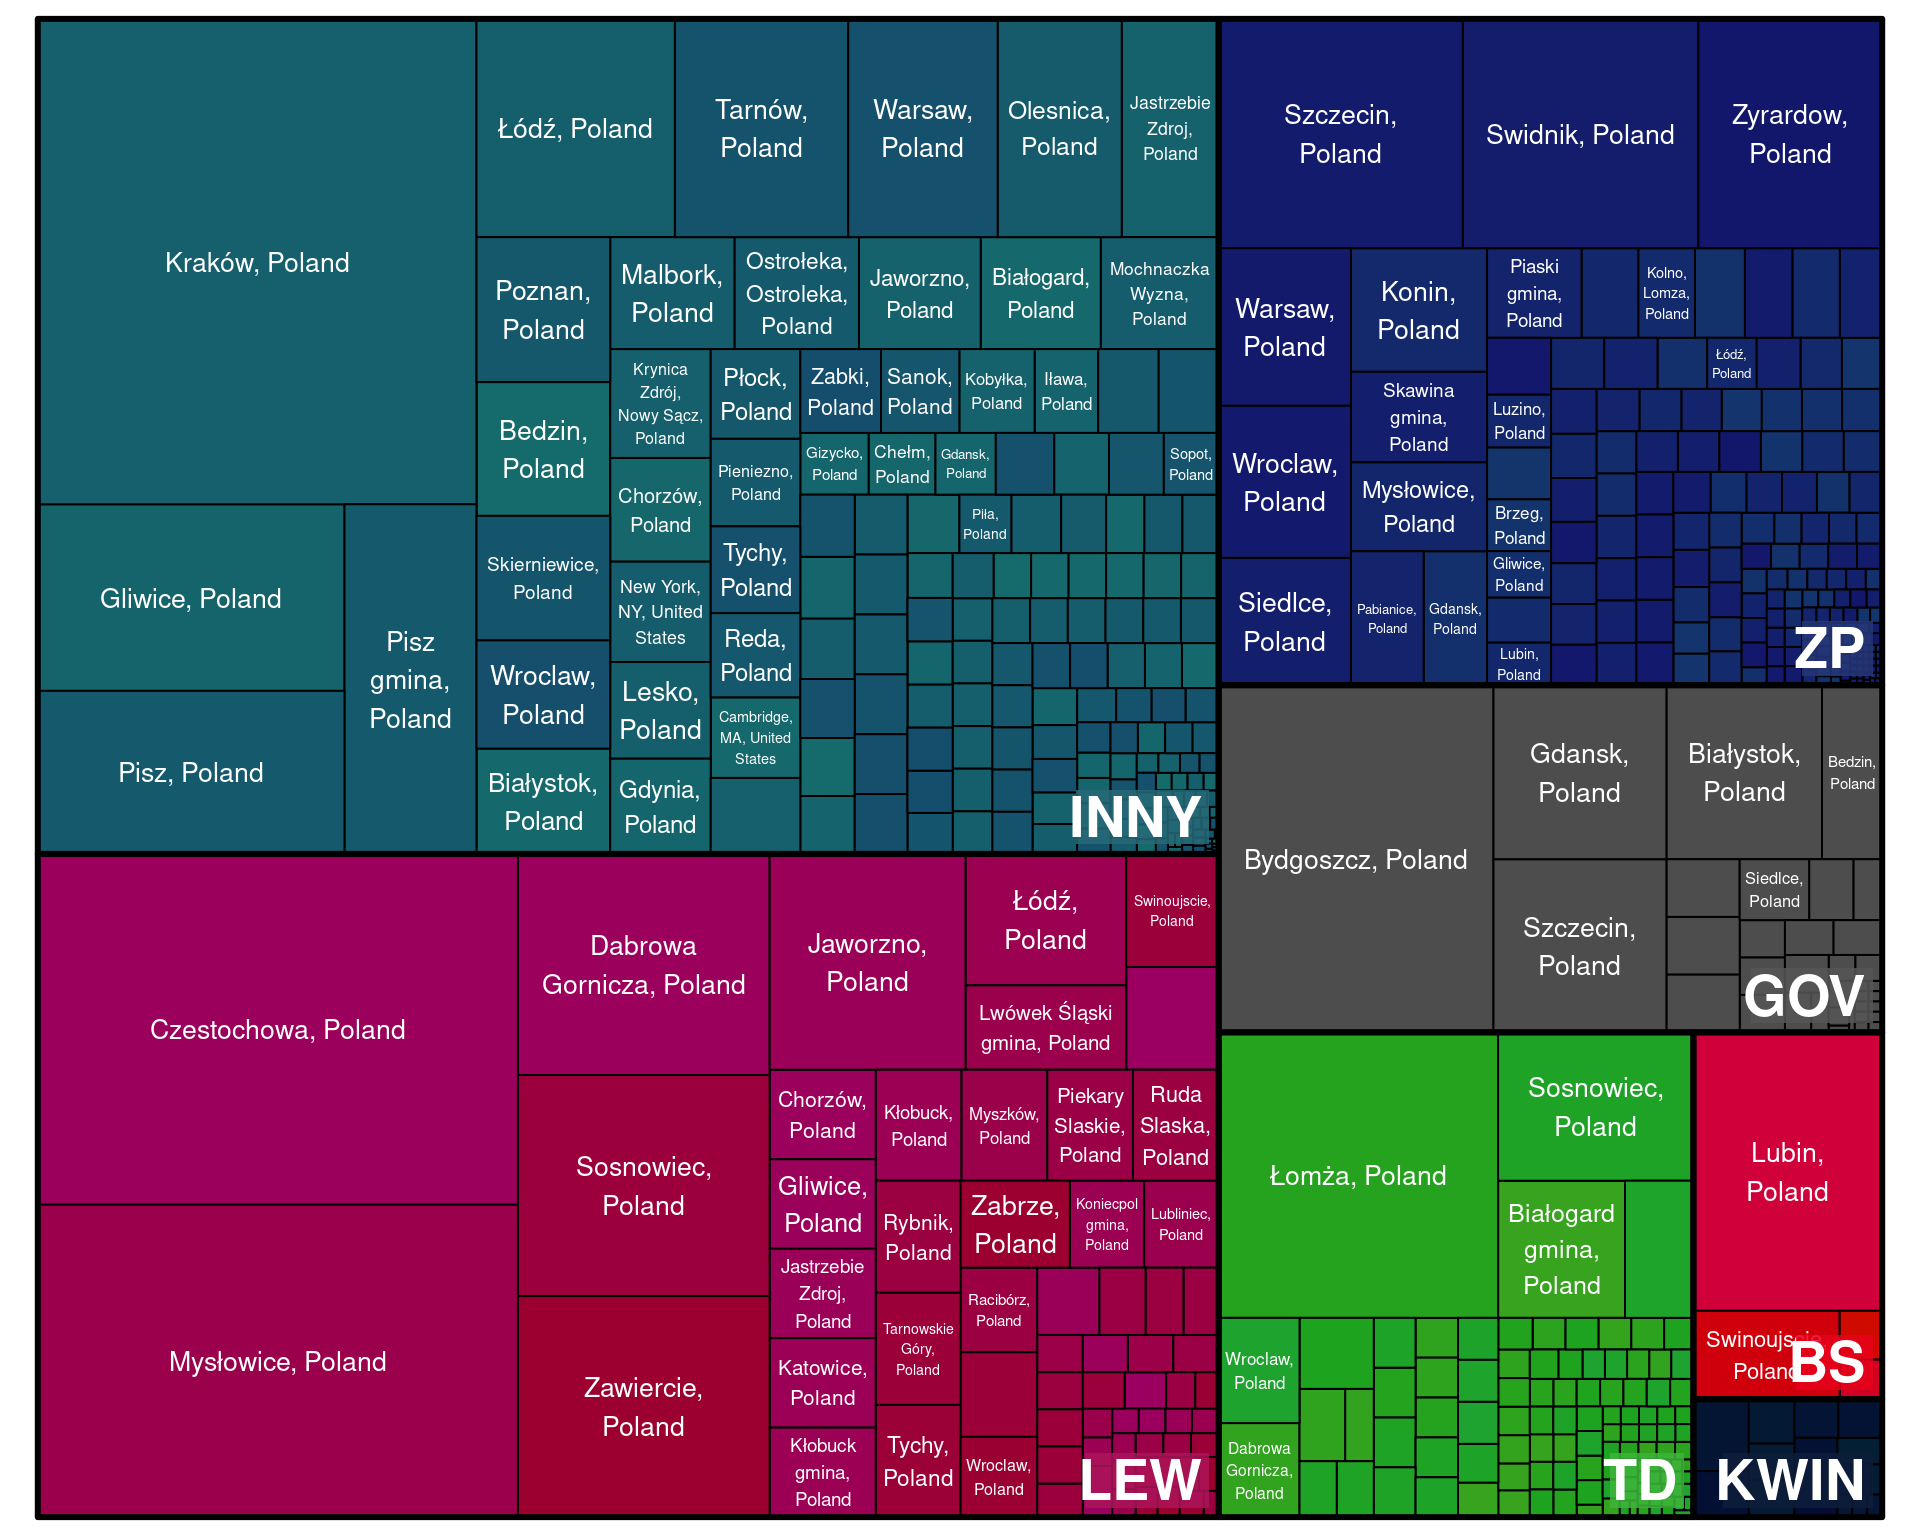 Kraków, Poland
Gliwice, Poland
Pisz, Poland
Pisz
gmina,
Poland
Łódź, Poland
Tarnów,
Poland
Warsaw,
Poland
Olesnica,
Poland
Jastrzebie
Zdroj,
Poland
Poznan,
Poland
Bedzin,
Poland
Skierniewice,
Poland
Wroclaw,
Poland
Białystok,
Poland
Malbork,
Poland
Ostrołeka,
Ostroleka,
Poland
Jaworzno,
Poland
Białogard,
Poland
Mochnaczka
Wyzna,
Poland
Krynica
Zdrój,
Nowy Sącz,
Poland
Chorzów,
Poland
New York,
NY, United
States
Lesko,
Poland
Gdynia,
Poland
Płock,
Poland
Pieniezno,
Poland
Tychy,
Poland
Reda,
Poland
Cambridge,
MA, United
States
Zabki,
Poland
Sanok,
Poland
Kobyłka,
Poland
Iława,
Poland
Gizycko,
Poland
Chełm,
Poland
Gdansk,
Poland
Sopot,
Poland
Piła,
Poland
INNY
Szczecin,
Poland
Swidnik, Poland
Zyrardow,
Poland
Warsaw,
Poland
Wroclaw,
Poland
Siedlce,
Poland
Konin,
Poland
Skawina
gmina,
Poland
Mysłowice,
Poland
Pabianice,
Poland
Gdansk,
Poland
Piaski
gmina,
Poland
Kolno,
Lomza,
Poland
Łódź,
Poland
Luzino,
Poland
Brzeg,
Poland
Gliwice,
Poland
Lubin,
Poland
ZP
Bydgoszcz, Poland
Gdansk,
Poland
Białystok,
Poland
Bedzin,
Poland
Szczecin,
Poland
Siedlce,
Poland
GOV
Czestochowa, Poland
Mysłowice, Poland
Dabrowa
Gornicza, Poland
Sosnowiec,
Poland
Zawiercie,
Poland
Jaworzno,
Poland
Łódź,
Poland
Swinoujscie,
Poland
Lwówek Śląski
gmina, Poland
Chorzów,
Poland
Gliwice,
Poland
Jastrzebie
Zdroj,
Poland
Katowice,
Poland
Kłobuck
gmina,
Poland
Kłobuck,
Poland
Myszków,
Poland
Piekary
Slaskie,
Poland
Ruda
Slaska,
Poland
Rybnik,
Poland
Tarnowskie
Góry,
Poland
Tychy,
Poland
Zabrze,
Poland
Koniecpol
gmina,
Poland
Lubliniec,
Poland
Racibórz,
Poland
Wroclaw,
Poland
LEW
Łomża, Poland
Sosnowiec,
Poland
Białogard
gmina,
Poland
Wroclaw,
Poland
Dabrowa
Gornicza,
Poland
TD
Lubin,
Poland
Swinoujscie
Poland
BS
KWIN